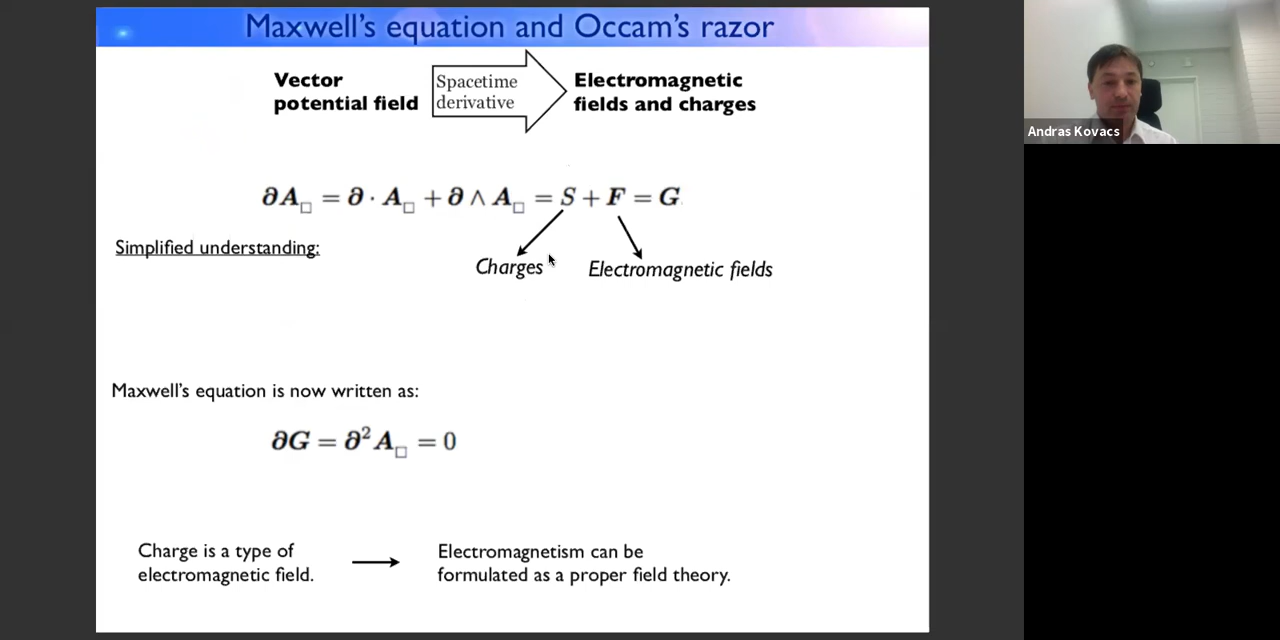 Maxwell's equation and Occam's razor
Vector
potential field
Spacetime
derivative
Electromagnetic
fields and charges
∂A□ = ∂ · A□ + ∂ ∧ A□ = S + F = G
Simplified understanding:
Charges
Electromagnetic fields
Maxwell's equation is now written as:
∂G = ∂²A□ = 0
Charge is a type of
electromagnetic field.
Electromagnetism can be
formulated as a proper field theory.
Andras Kovacs